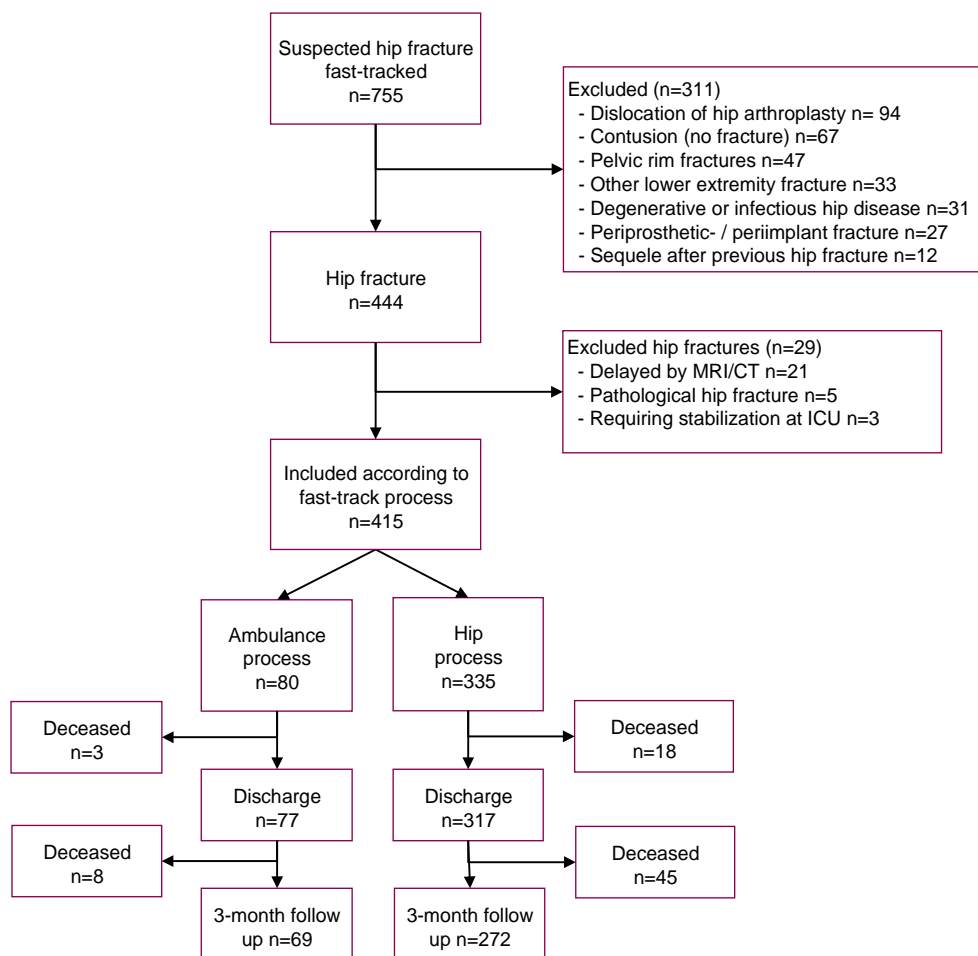 Suspected hip fracture
fast-tracked
n=755
Excluded (n=311)
- Dislocation of hip arthroplasty n= 94
- Contusion (no fracture) n=67
- Pelvic rim fractures n=47
- Other lower extremity fracture n=33
- Degenerative or infectious hip disease n=31
- Periprosthetic- / periimplant fracture n=27
- Sequele after previous hip fracture n=12
Hip fracture
n=444
Excluded hip fractures (n=29)
- Delayed by MRI/CT n=21
- Pathological hip fracture n=5
- Requiring stabilization at ICU n=3
Included according to
fast-track process
n=415
Ambulance
process
n=80
Hip
process
n=335
Deceased
n=3
Deceased
n=18
Discharge
n=77
Discharge
n=317
Deceased
n=8
Deceased
n=45
3-month follow
up n=69
3-month follow
up n=272